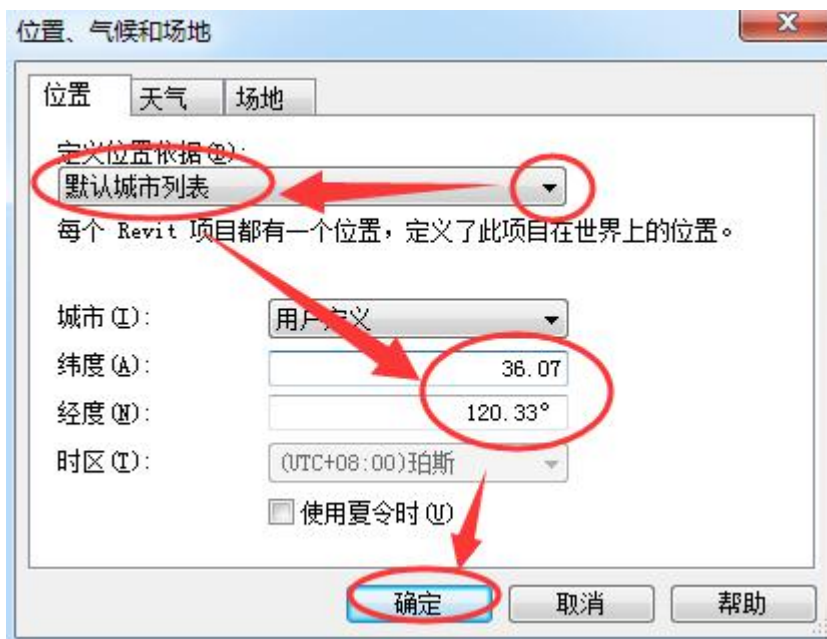 位置、气候和场地
位置 天气 场地
定义位置依据(D):
默认城市列表
每个 Revit 项目都有一个位置，定义了此项目在世界上的位置。
城市(I): 用户定义
纬度(A): 36.07
经度(N): 120.33°
时区(T): (UTC+08:00)珀斯
使用夏令时(U)
确定 取消 帮助